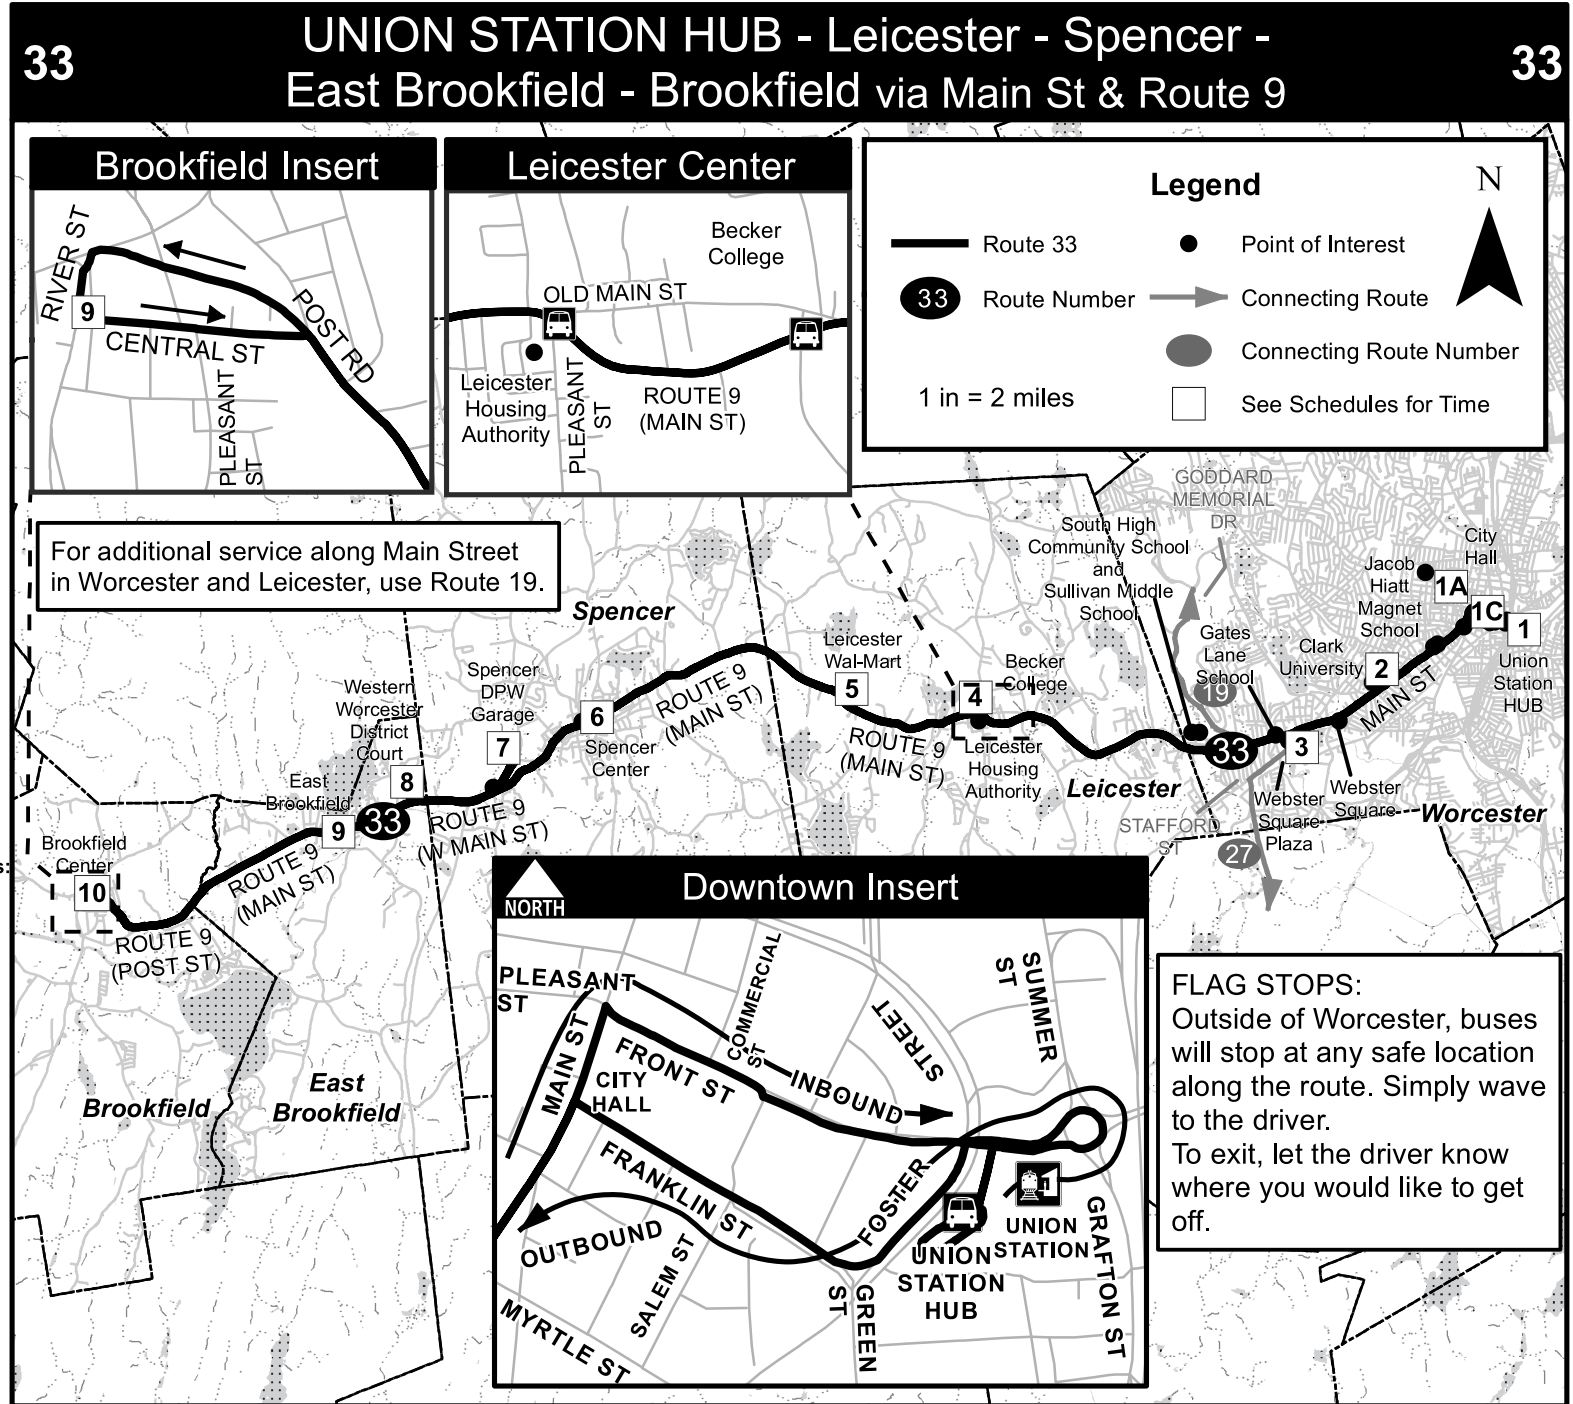 33
UNION STATION HUB - Leicester - Spencer -
East Brookfield - Brookfield via Main St & Route 9
33
Brookfield Insert
RIVER ST
9
CENTRAL ST
POST RD
PLEASANT
ST
Leicester Center
Becker
College
OLD MAIN ST
Leicester
Housing
Authority
PLEASANT
ST
ROUTE 9
(MAIN ST)
Legend
N
Route 33
Point of Interest
33
Route Number
Connecting Route
Connecting Route Number
1 in = 2 miles
See Schedules for Time
For additional service along Main Street
in Worcester and Leicester, use Route 19.
GODDARD
MEMORIAL
DR
South High
Community School
and
Sullivan Middle
School
City
Hall
Jacob
Hiatt
Magnet
School
1A
1C
1
Union
Station
HUB
Gates
Lane
School
19
Clark
University
2
MAIN ST
Spencer
Leicester
Wal-Mart
5
Becker
College
4
Spencer
DPW
Garage
7
6
Spencer
Center
ROUTE 9
(MAIN ST)
ROUTE 9
(MAIN ST)
Leicester
Housing
Authority
Leicester
33
3
Webster
Square
Plaza
Webster
Square
Worcester
STAFFORD
ST
27
Western
Worcester
District
Court
8
East
Brookfield
9
33
ROUTE 9
(W MAIN ST)
ROUTE 9
(MAIN ST)
Brookfield
Center
s:
10
ROUTE 9
(POST ST)
Brookfield
East
Brookfield
NORTH
Downtown Insert
PLEASANT
ST
MAIN ST
COMMERCIAL
ST
STREET
SUMMER
ST
FRONT ST
INBOUND
CITY
HALL
FRANKLIN ST
FOSTER
OUTBOUND
SALEM ST
MYRTLE ST
ST
GREEN
UNION
STATION
HUB
UNION
STATION
GRAFTON ST
FLAG STOPS:
Outside of Worcester, buses
will stop at any safe location
along the route. Simply wave
to the driver.
To exit, let the driver know
where you would like to get
off.